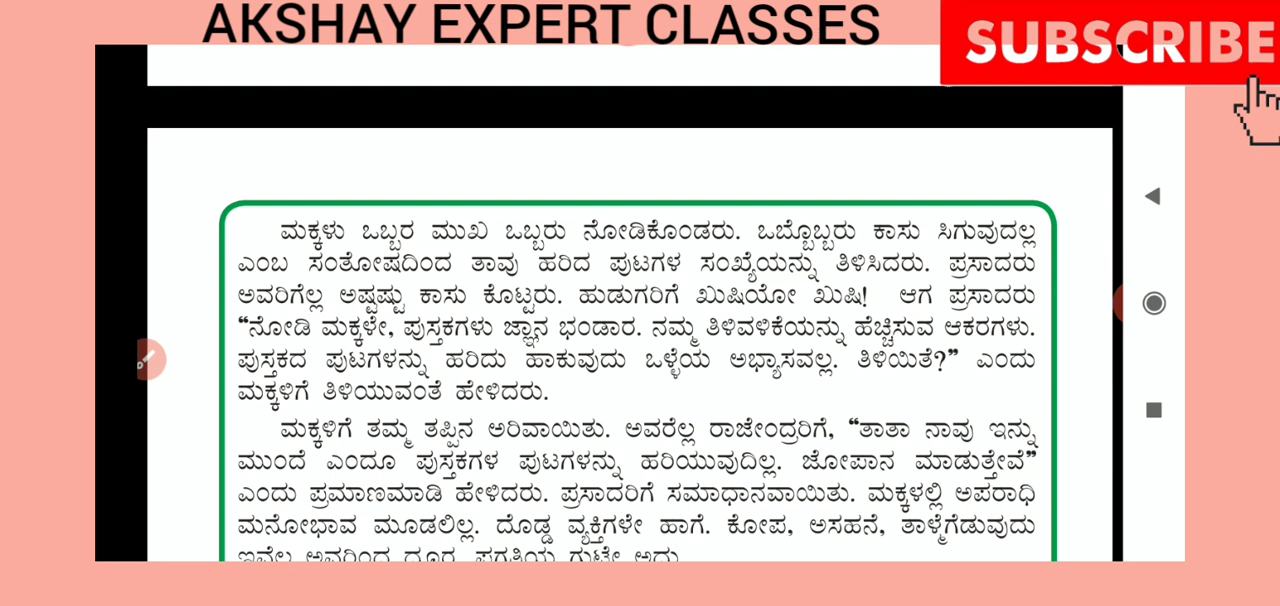 AKSHAY EXPERT CLASSES
SUBSCRIBE
ಮಕ್ಕಳು ಒಬ್ಬರ ಮುಖ ಒಬ್ಬರು ನೋಡಿಕೊಂಡರು. ಒಬ್ಬೊಬ್ಬರು ಕಾಸು ಸಿಗುವುದಲ್ಲ
ಎಂಬ ಸಂತೋಷದಿಂದ ತಾವು ಹರಿದ ಪುಟಗಳ ಸಂಖ್ಯೆಯನ್ನು ತಿಳಿಸಿದರು. ಪ್ರಸಾದರು
ಅವರಿಗೆಲ್ಲ ಅಷ್ಟಷ್ಟು ಕಾಸು ಕೊಟ್ಟರು. ಹುಡುಗರಿಗೆ ಖುಷಿಯೋ ಖುಷಿ! ಆಗ ಪ್ರಸಾದರು
“ನೋಡಿ ಮಕ್ಕಳೇ, ಪುಸ್ತಕಗಳು ಜ್ಞಾನ ಭಂಡಾರ. ನಮ್ಮ ತಿಳಿವಳಿಕೆಯನ್ನು ಹೆಚ್ಚಿಸುವ ಆಕರಗಳು.
ಪುಸ್ತಕದ ಪುಟಗಳನ್ನು ಹರಿದು ಹಾಕುವುದು ಒಳ್ಳೆಯ ಅಭ್ಯಾಸವಲ್ಲ. ತಿಳಿಯಿತೆ?” ಎಂದು
ಮಕ್ಕಳಿಗೆ ತಿಳಿಯುವಂತೆ ಹೇಳಿದರು.
ಮಕ್ಕಳಿಗೆ ತಮ್ಮ ತಪ್ಪಿನ ಅರಿವಾಯಿತು. ಅವರೆಲ್ಲ ರಾಜೇಂದ್ರರಿಗೆ, “ತಾತಾ ನಾವು ಇನ್ನು
ಮುಂದೆ ಎಂದೂ ಪುಸ್ತಕಗಳ ಪುಟಗಳನ್ನು ಹರಿಯುವುದಿಲ್ಲ. ಜೋಪಾನ ಮಾಡುತ್ತೇವೆ”
ಎಂದು ಪ್ರಮಾಣಮಾಡಿ ಹೇಳಿದರು. ಪ್ರಸಾದರಿಗೆ ಸಮಾಧಾನವಾಯಿತು. ಮಕ್ಕಳಲ್ಲಿ ಅಪರಾಧಿ
ಮನೋಭಾವ ಮೂಡಲಿಲ್ಲ. ದೊಡ್ಡ ವ್ಯಕ್ತಿಗಳೇ ಹಾಗೆ. ಕೋಪ, ಅಸಹನೆ, ತಾಳ್ಮೆಗೆಡುವುದು
ಅವರಿಂದ ದೂರ.